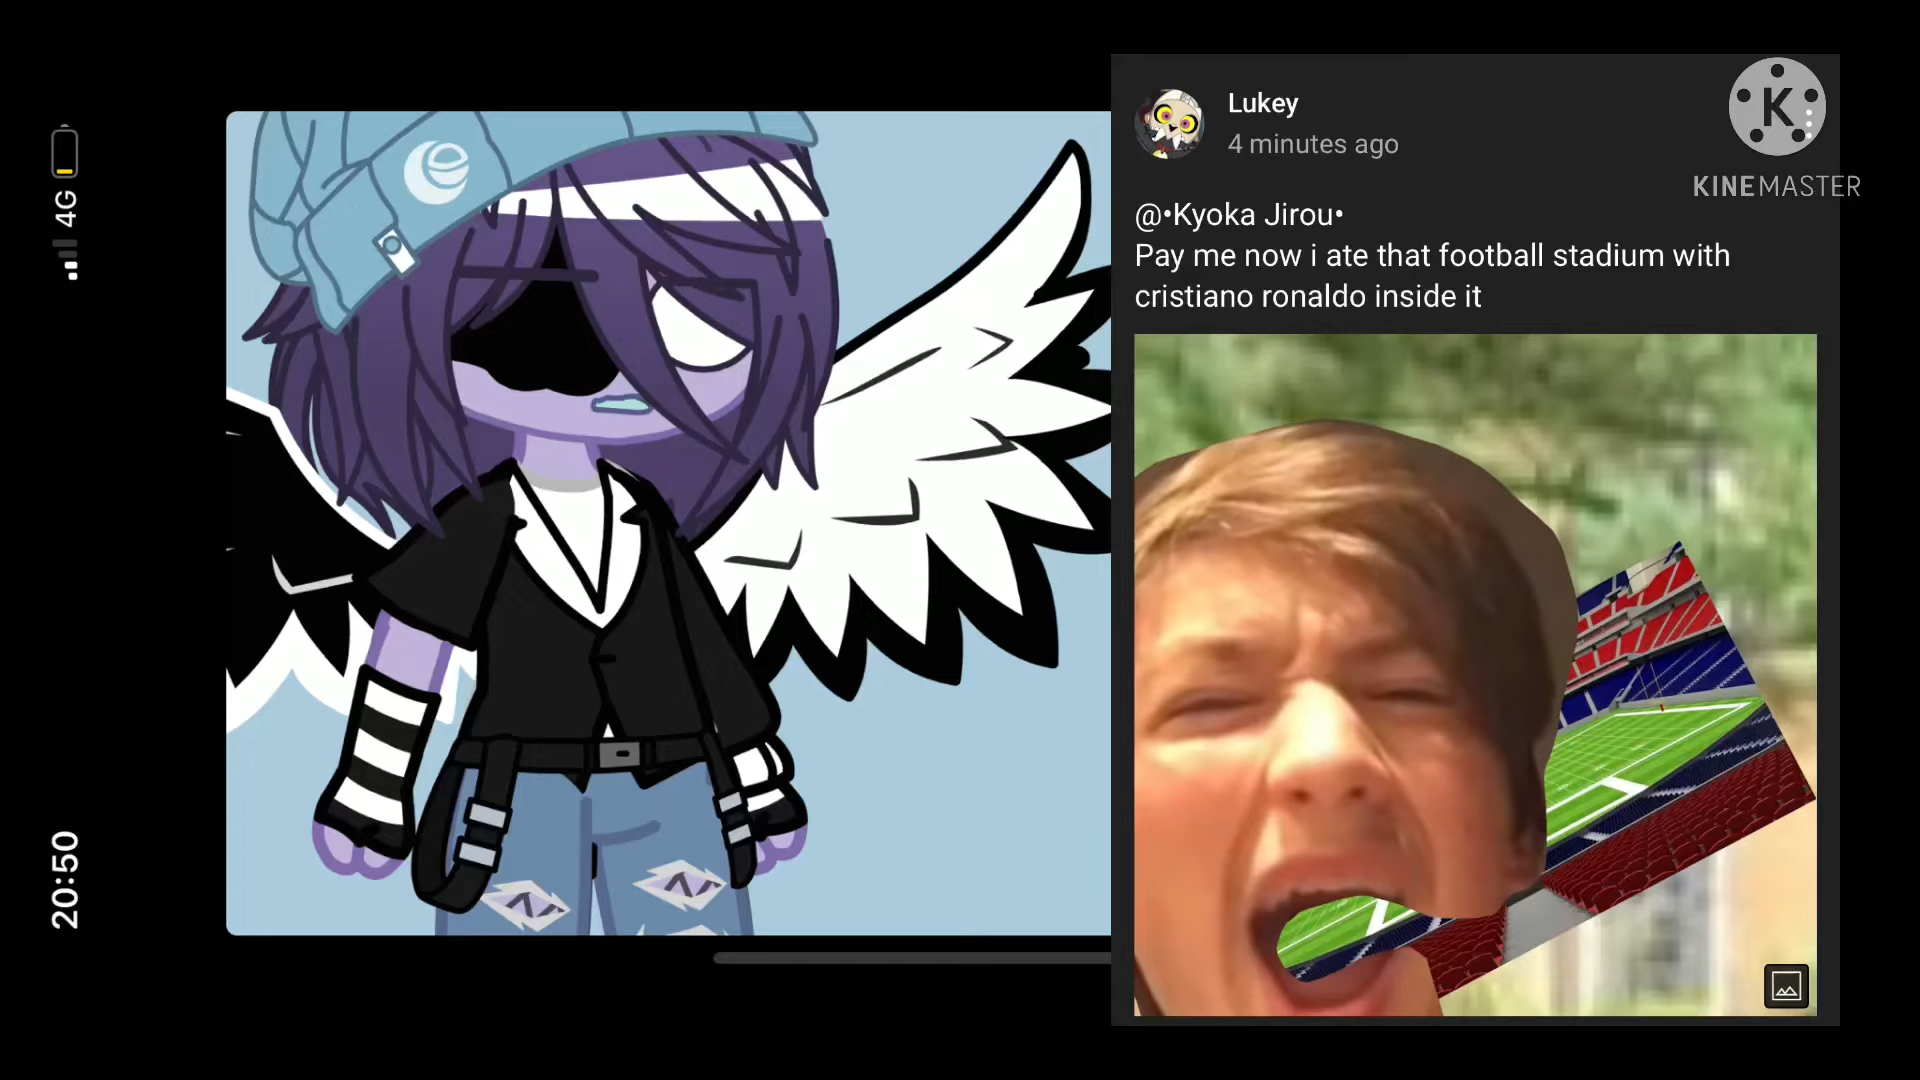 4G
20:50
Lukey
4 minutes ago
K
KINEMASTER
@•Kyoka Jirou•
Pay me now i ate that football stadium with
cristiano ronaldo inside it